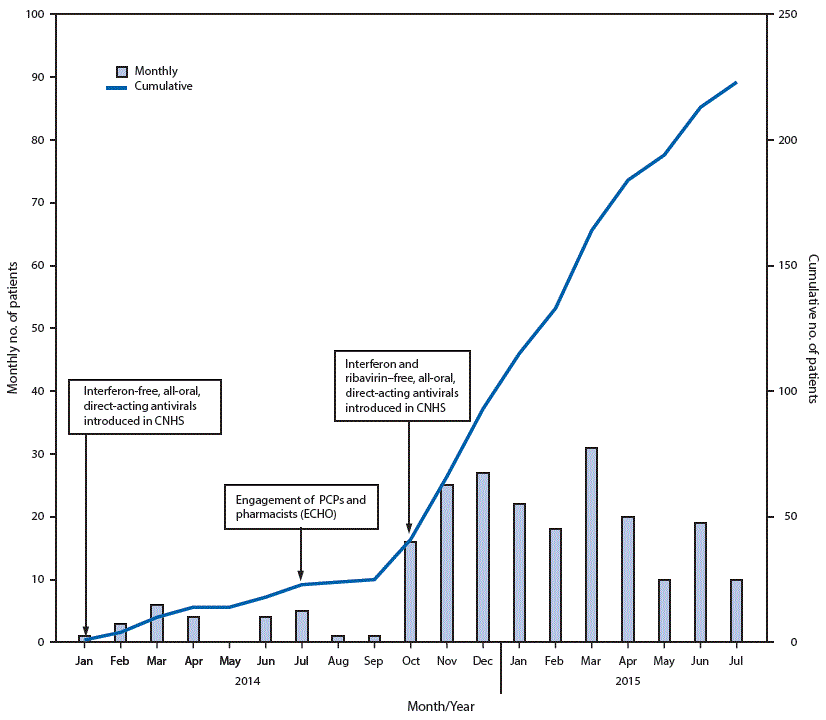 100
90
80
70
60
50
40
30
20
10
0
Monthly no. of patients
250
200
150
100
50
0
Cumulative no. of patients
Monthly
Cumulative
Interferon-free, all-oral,
direct-acting antivirals
introduced in CNHS
Engagement of PCPs and
pharmacists (ECHO)
Interferon and
ribavirin–free, all-oral,
direct-acting antivirals
introduced in CNHS
Jan Feb Mar Apr May Jun Jul Aug Sep Oct Nov Dec Jan Feb Mar Apr May Jun Jul
2014 2015
Month/Year